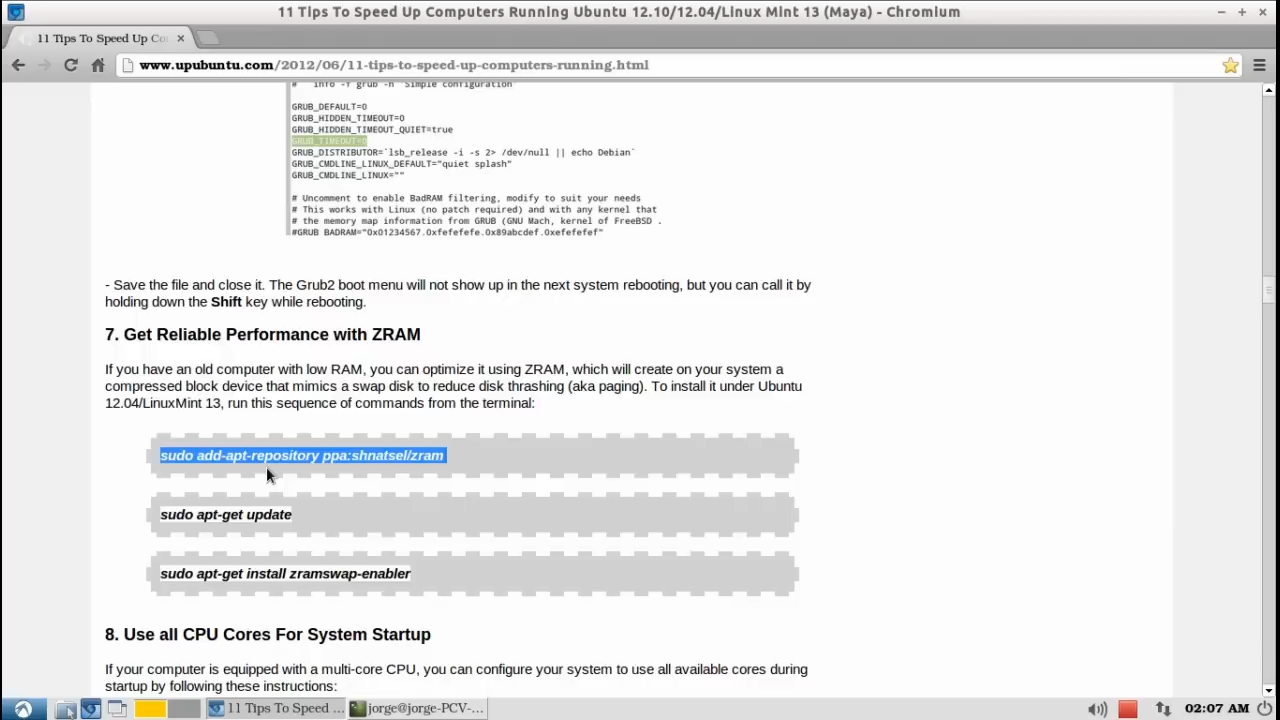 11 Tips To Speed Up Computers Running Ubuntu 12.10/12.04/Linux Mint 13 (Maya) - Chromium
11 Tips To Speed Up Co
www.upubuntu.com/2012/06/11-tips-to-speed-up-computers-running.html
# info -f grub -n 'Simple configuration'
GRUB_DEFAULT=0
GRUB_HIDDEN_TIMEOUT=0
GRUB_HIDDEN_TIMEOUT_QUIET=true
GRUB_TIMEOUT=0
GRUB_DISTRIBUTOR=`lsb_release -i -s 2> /dev/null || echo Debian`
GRUB_CMDLINE_LINUX_DEFAULT="quiet splash"
GRUB_CMDLINE_LINUX=""
# Uncomment to enable BadRAM filtering, modify to suit your needs
# This works with Linux (no patch required) and with any kernel that
# the memory map information from GRUB (GNU Mach, kernel of FreeBSD .
#GRUB_BADRAM="0x01234567,0xfefefefe,0x89abcdef,0xefefefef"
- Save the file and close it. The Grub2 boot menu will not show up in the next system rebooting, but you can call it by
holding down the Shift key while rebooting.
7. Get Reliable Performance with ZRAM
If you have an old computer with low RAM, you can optimize it using ZRAM, which will create on your system a
compressed block device that mimics a swap disk to reduce disk thrashing (aka paging). To install it under Ubuntu
12.04/LinuxMint 13, run this sequence of commands from the terminal:
sudo add-apt-repository ppa:shnatsel/zram
sudo apt-get update
sudo apt-get install zramswap-enabler
8. Use all CPU Cores For System Startup
If your computer is equipped with a multi-core CPU, you can configure your system to use all available cores during
startup by following these instructions:
11 Tips To Speed ... jorge@jorge-PCV-... 02:07 AM